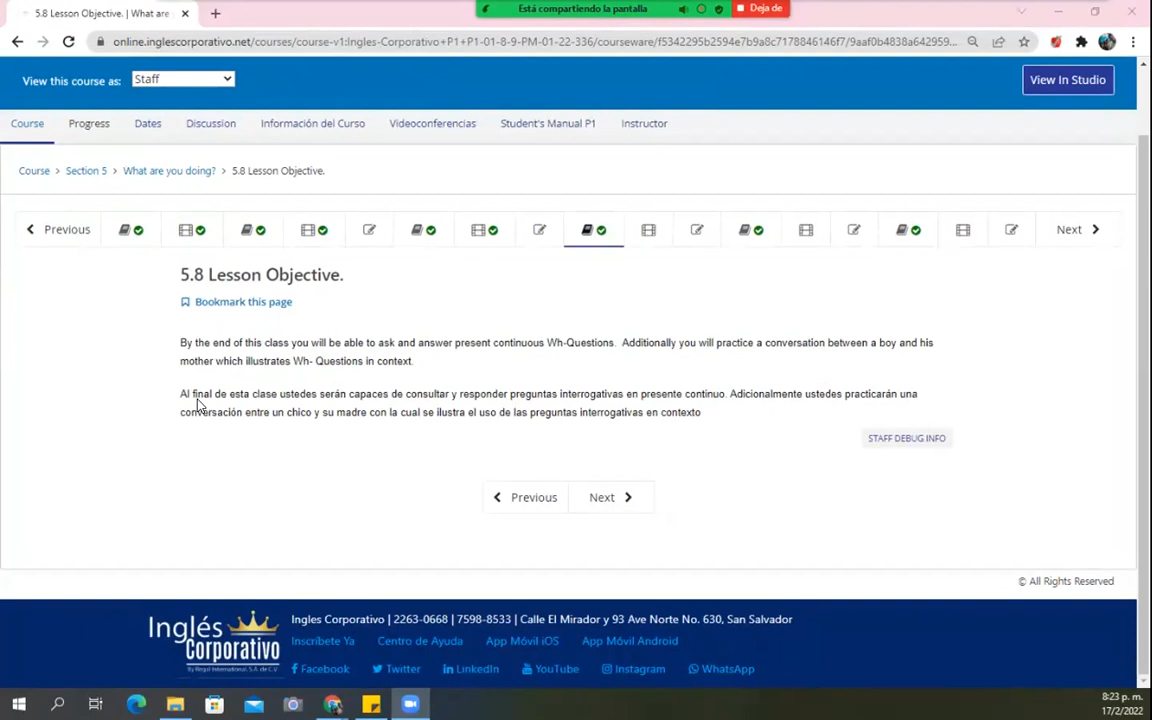 5.8 Lesson Objective. | What are
Está compartiendo la pantalla
Deja de
online.inglescorporativo.net/courses/course-v1:Ingles-Corporativo+P1+P1-01-8-9-PM-01-22-336/courseware/f5342295b2594e7b9a8c7178846146f7/9aaf0b4838a642959...
View this course as:
Staff
View In Studio
Course
Progress
Dates
Discussion
Información del Curso
Videoconferencias
Student's Manual P1
Instructor
Course > Section 5 > What are you doing? > 5.8 Lesson Objective.
Previous
Next
5.8 Lesson Objective.
Bookmark this page
By the end of this class you will be able to ask and answer present continuous Wh-Questions. Additionally you will practice a conversation between a boy and his
mother which illustrates Wh- Questions in context.
Al final de esta clase ustedes serán capaces de consultar y responder preguntas interrogativas en presente continuo. Adicionalmente ustedes practicarán una
conversación entre un chico y su madre con la cual se ilustra el uso de las preguntas interrogativas en contexto
STAFF DEBUG INFO
Previous
Next
© All Rights Reserved
Inglés
Corporativo
Ingles Corporativo | 2263-0668 | 7598-8533 | Calle El Mirador y 93 Ave Norte No. 630, San Salvador
Inscríbete Ya
Centro de Ayuda
App Móvil iOS
App Móvil Android
Facebook
Twitter
LinkedIn
YouTube
Instagram
WhatsApp
8:23 p. m.
17/2/2022